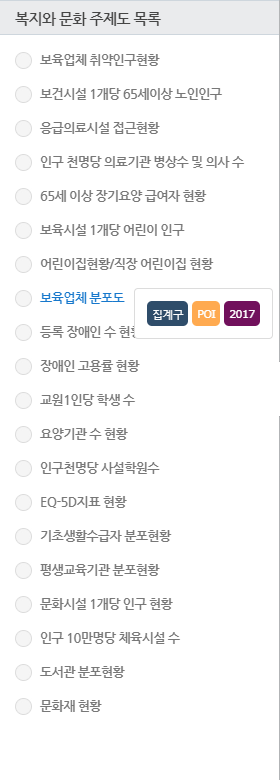 복지와 문화 주제도 목록
보육업체 취약인구현황
보건시설 1개당 65세이상 노인인구
응급의료시설 접근현황
인구 천명당 의료기관 병상수 및 의사 수
65세 이상 장기요양 급여자 현황
보육시설 1개당 어린이 인구
어린이집현황/직장 어린이집 현황
보육업체 분포도
집계구 POI 2017
등록 장애인 수 현황
장애인 고용률 현황
교원1인당 학생 수
요양기관 수 현황
인구천명당 사설학원수
EQ-5D지표 현황
기초생활수급자 분포현황
평생교육기관 분포현황
문화시설 1개당 인구 현황
인구 10만명당 체육시설 수
도서관 분포현황
문화재 현황